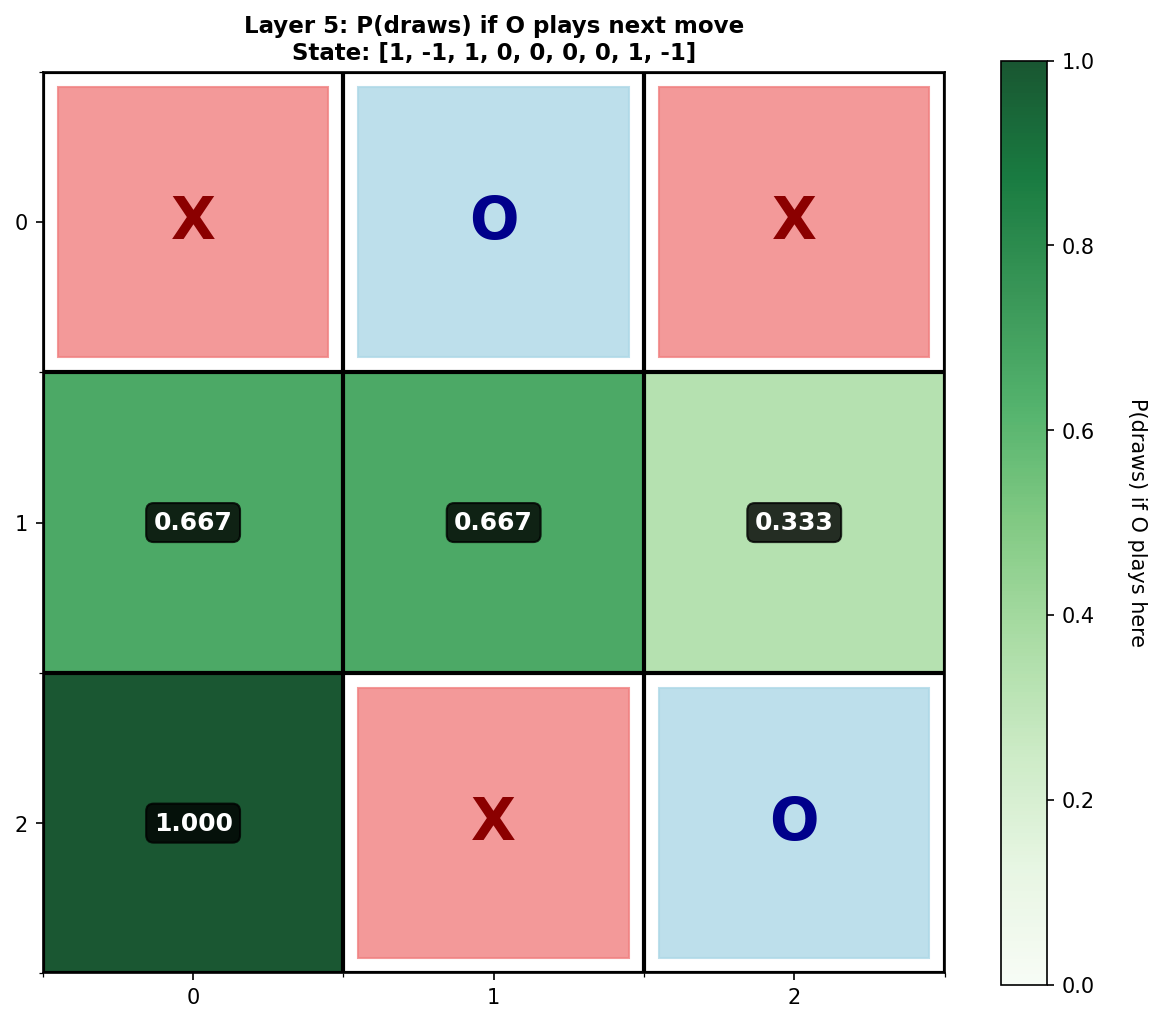 Layer 5: P(draws) if O plays next move
State: [1, -1, 1, 0, 0, 0, 0, 1, -1]
0
X
O
X
1
0.667
0.667
0.333
2
1.000
X
O
0
1
2
1.0
0.8
0.6
0.4
0.2
0.0
P(draws) if O plays here